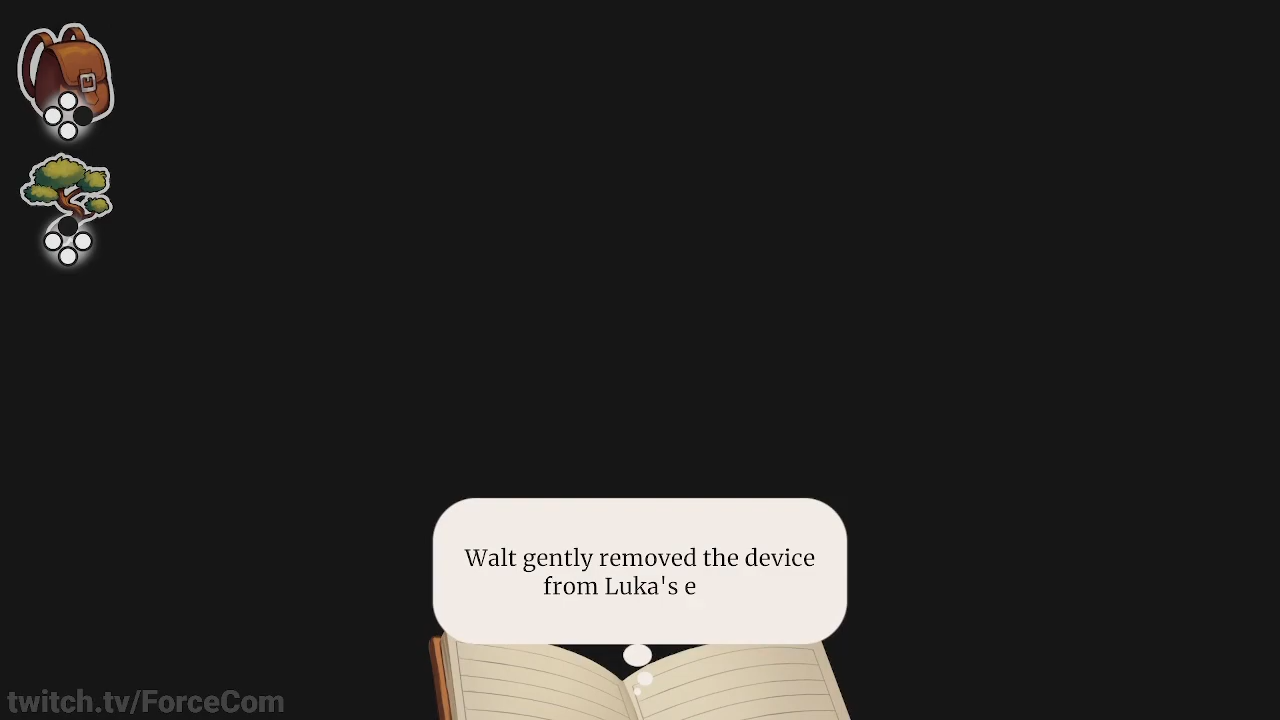 Walt gently removed the device
from Luka's e
twitch.tv/ForceCom